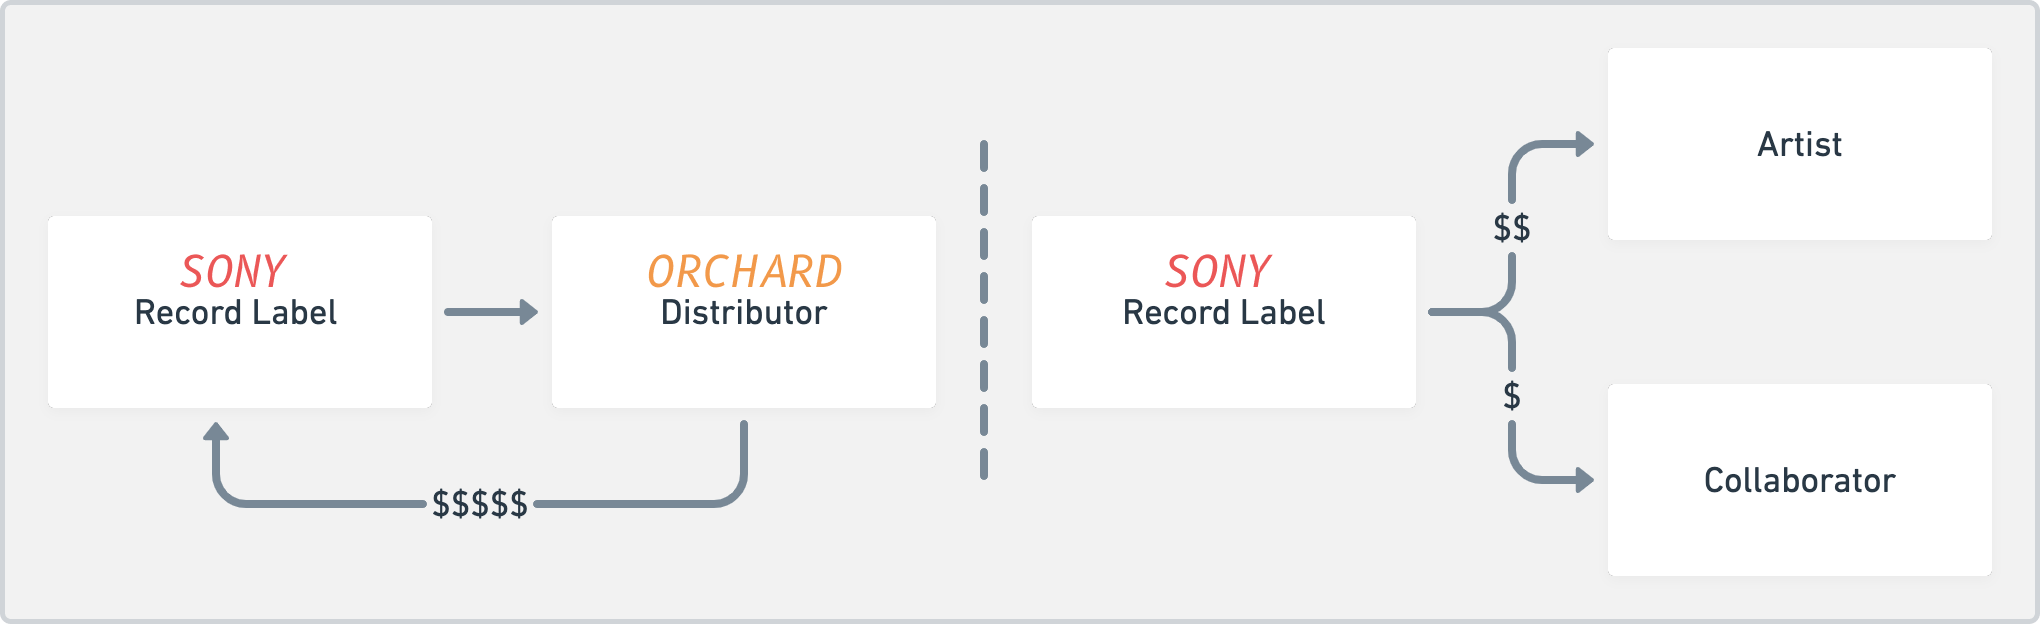 SONY
Record Label
ORCHARD
Distributor
$$$$$
SONY
Record Label
$$
$
Artist
Collaborator